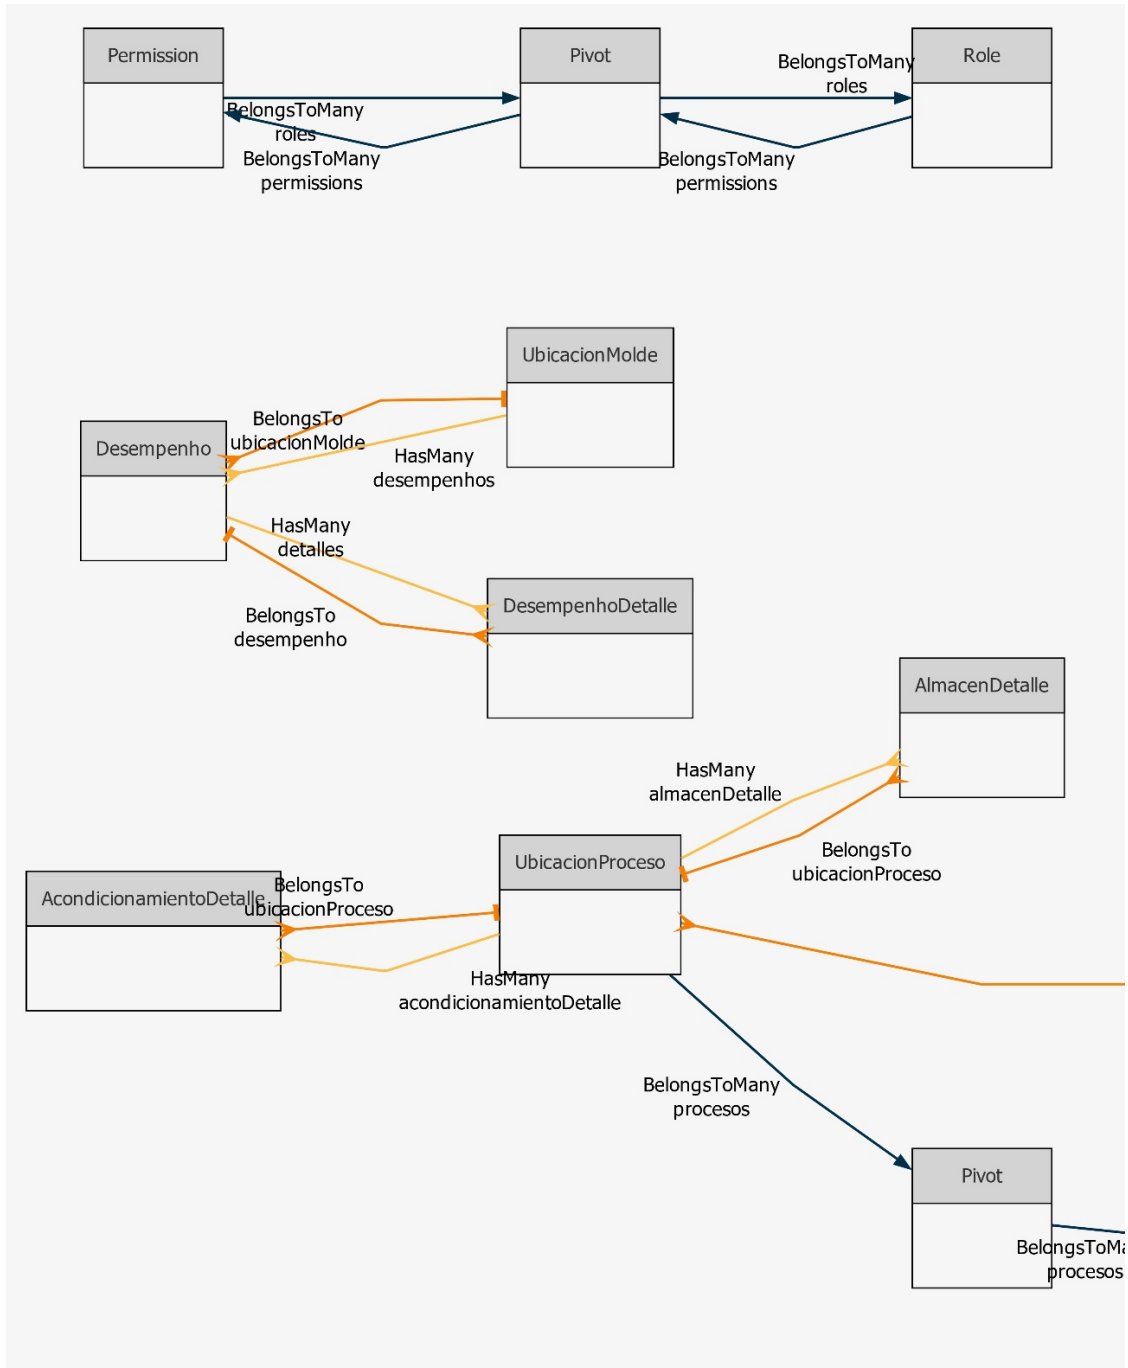 Permission
Pivot
Role
BelongsToMany
roles
BelongsToMany
roles
BelongsToMany
permissions
BelongsToMany
permissions
UbicacionMolde
Desempenho
BelongsTo
ubicacionMolde
HasMany
desempenhos
HasMany
detalles
DesempenhoDetalle
BelongsTo
desempenho
AlmacenDetalle
HasMany
almacenDetalle
UbicacionProceso
BelongsTo
ubicacionProceso
AcondicionamientoDetalle
BelongsTo
ubicacionProceso
HasMany
acondicionamientoDetalle
BelongsToMany
procesos
Pivot
BelongsToMa
procesos